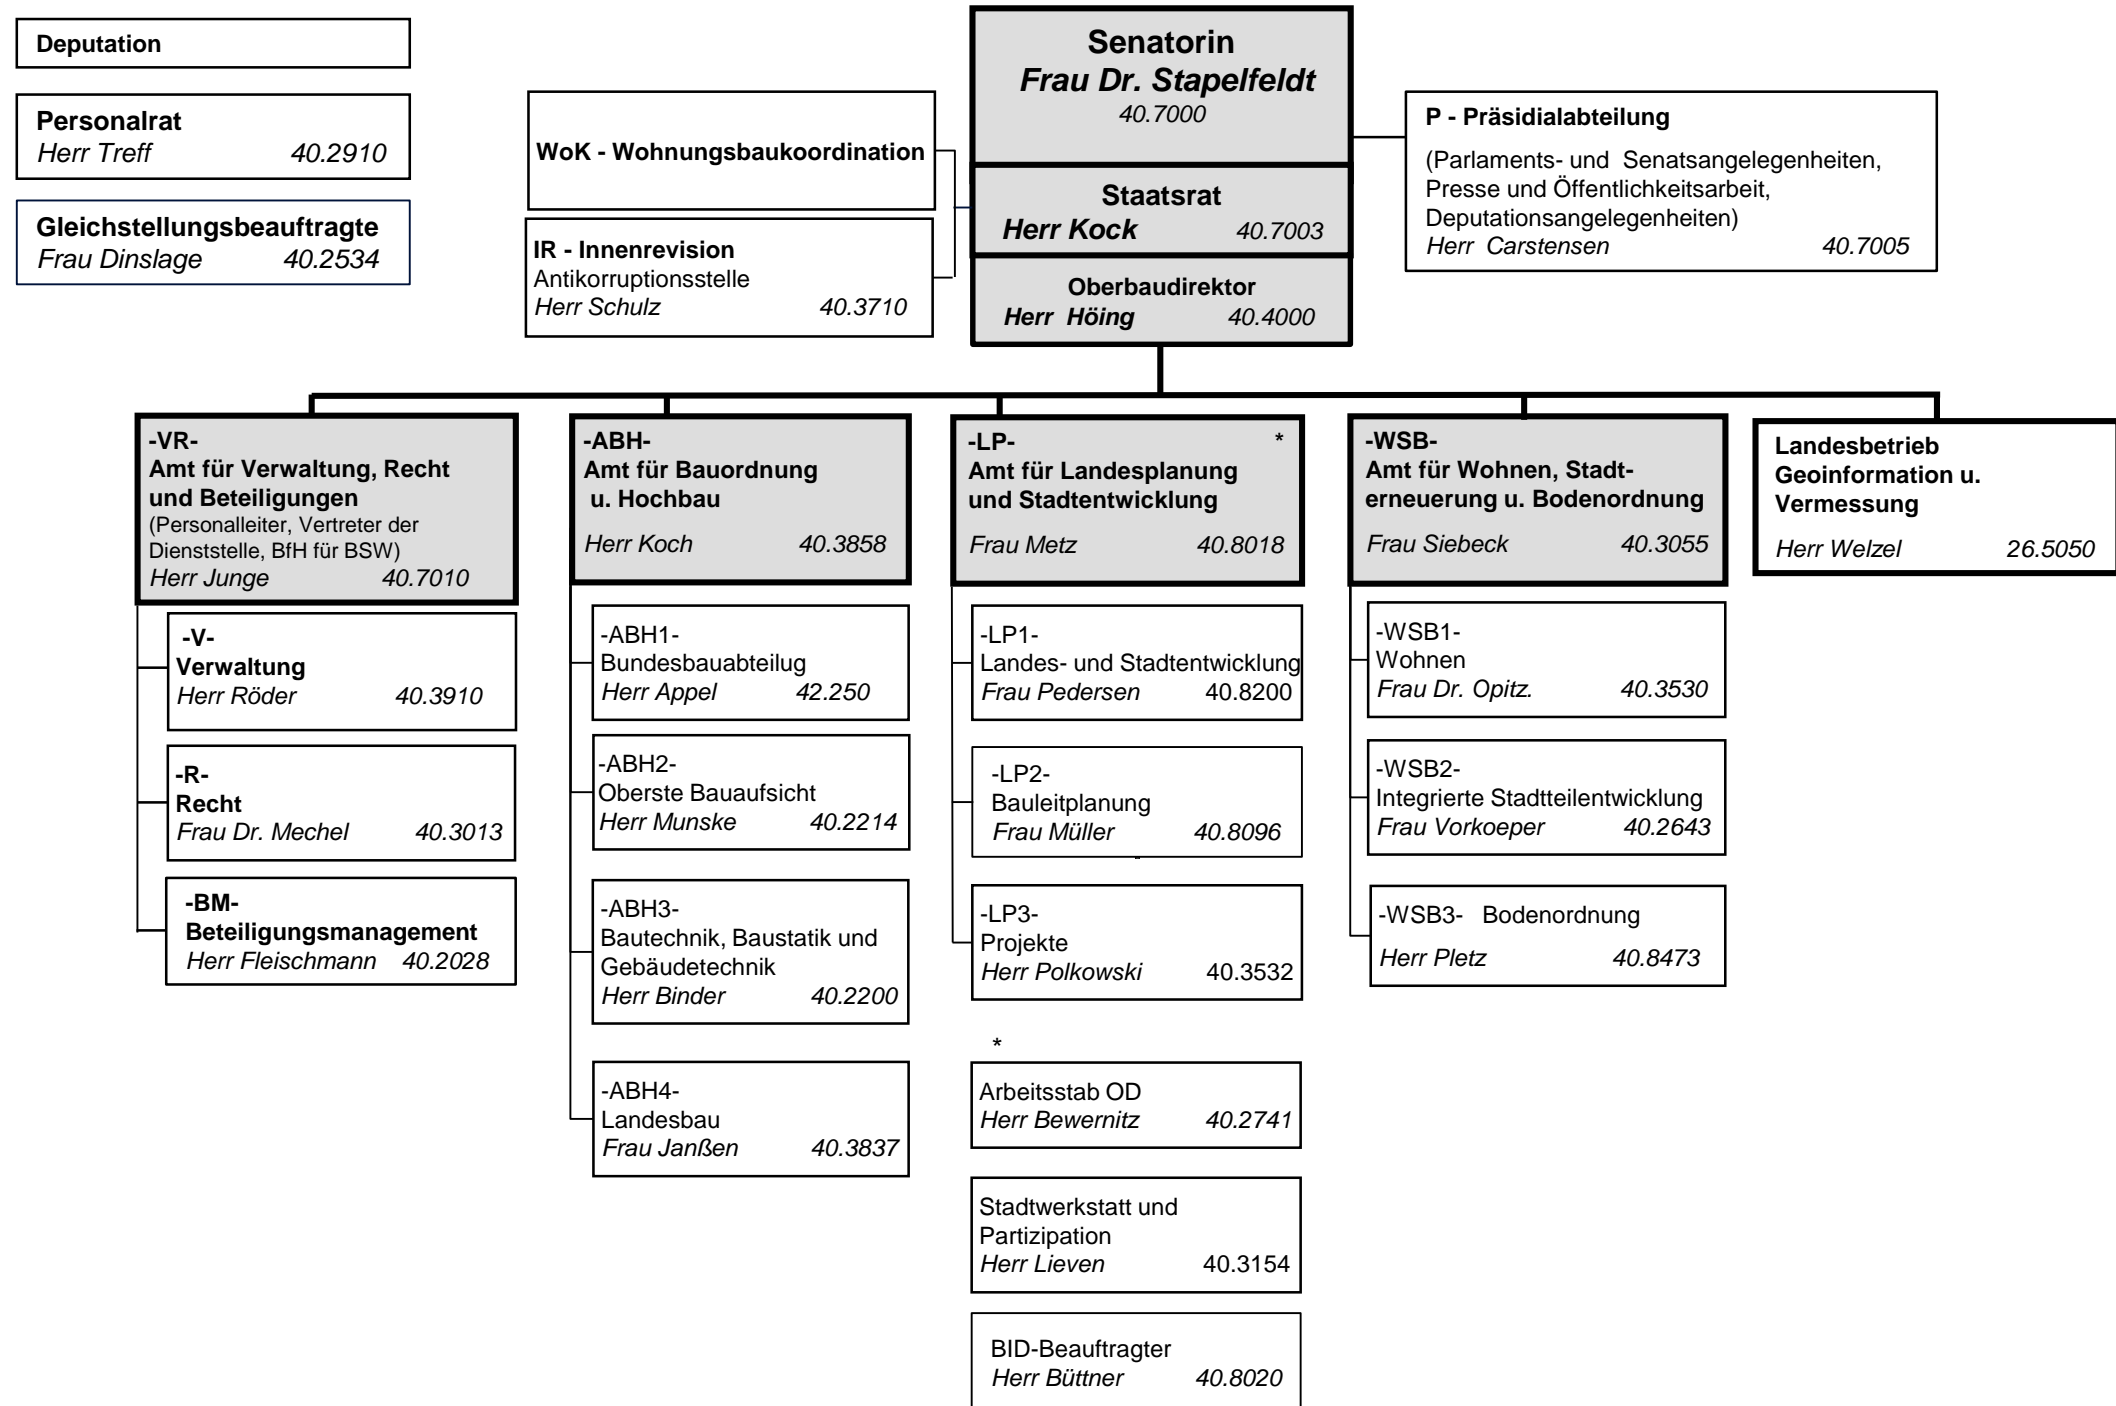 Deputation
Personalrat
Herr Treff 40.2910
Gleichstellungsbeauftragte
Frau Dinslage 40.2534
WoK - Wohnungsbaukoordination
IR - Innenrevision
Antikorruptionsstelle
Herr Schulz 40.3710
Senatorin
Frau Dr. Stapelfeldt
40.7000
Staatsrat
Herr Kock 40.7003
Oberbaudirektor
Herr Höing 40.4000
P - Präsidialabteilung
(Parlaments- und Senatsangelegenheiten,
Presse und Öffentlichkeitsarbeit,
Deputationsangelegenheiten)
Herr Carstensen 40.7005
-VR-
Amt für Verwaltung, Recht
und Beteiligungen
(Personalleiter, Vertreter der
Dienststelle, BfH für BSW)
Herr Junge 40.7010
-V-
Verwaltung
Herr Röder 40.3910
-R-
Recht
Frau Dr. Mechel 40.3013
-BM-
Beteiligungsmanagement
Herr Fleischmann 40.2028
-ABH-
Amt für Bauordnung
u. Hochbau
Herr Koch 40.3858
-ABH1-
Bundesbauabteilug
Herr Appel 42.250
-ABH2-
Oberste Bauaufsicht
Herr Munske 40.2214
-ABH3-
Bautechnik, Baustatik und
Gebäudetechnik
Herr Binder 40.2200
-ABH4-
Landesbau
Frau Janßen 40.3837
-LP- *
Amt für Landesplanung
und Stadtentwicklung
Frau Metz 40.8018
-LP1-
Landes- und Stadtentwicklung
Frau Pedersen 40.8200
-LP2-
Bauleitplanung
Frau Müller 40.8096
-LP3-
Projekte
Herr Polkowski 40.3532
*
Arbeitsstab OD
Herr Bewernitz 40.2741
Stadtwerkstatt und
Partizipation
Herr Lieven 40.3154
BID-Beauftragter
Herr Büttner 40.8020
-WSB-
Amt für Wohnen, Stadt-
erneuerung u. Bodenordnung
Frau Siebeck 40.3055
-WSB1-
Wohnen
Frau Dr. Opitz. 40.3530
-WSB2-
Integrierte Stadtteilentwicklung
Frau Vorkoeper 40.2643
-WSB3- Bodenordnung
Herr Pletz 40.8473
Landesbetrieb
Geoinformation u.
Vermessung
Herr Welzel 26.5050